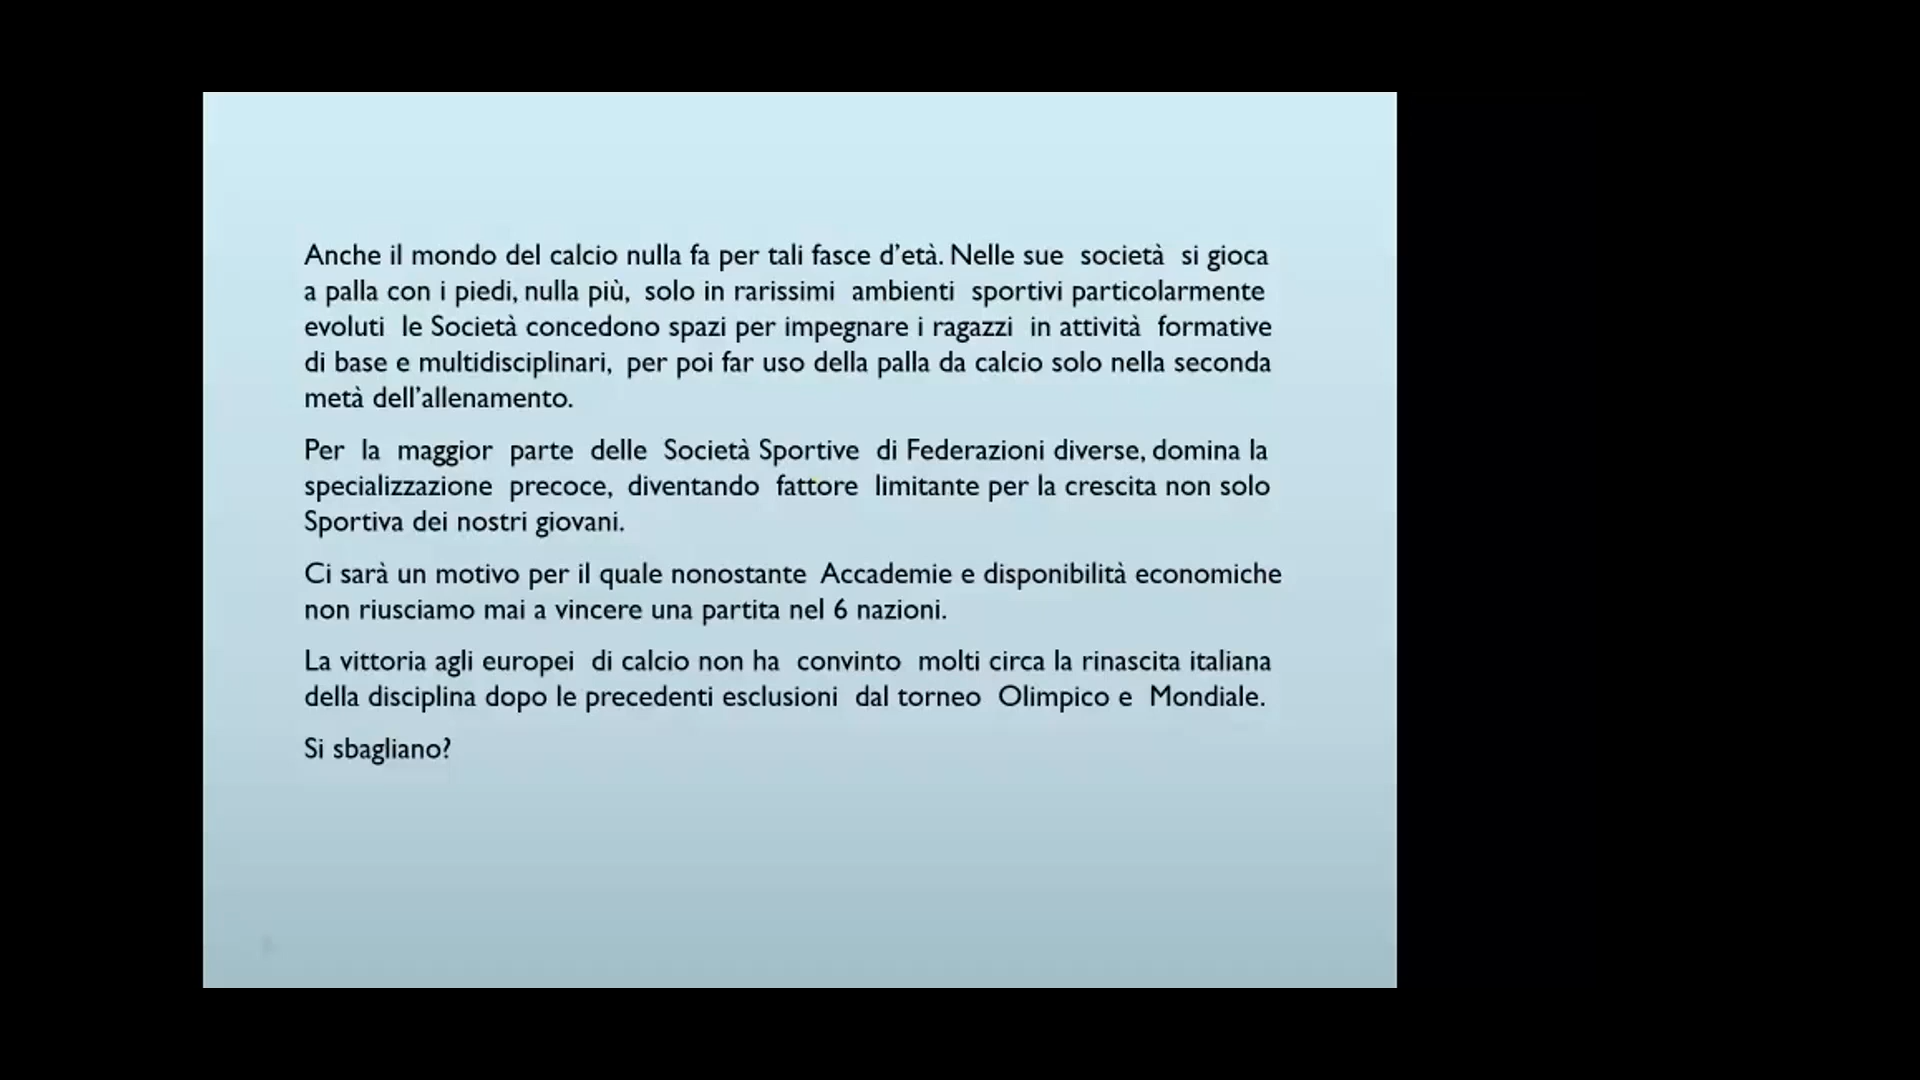 Anche il mondo del calcio nulla fa per tali fasce d’età. Nelle sue società si gioca
a palla con i piedi, nulla più, solo in rarissimi ambienti sportivi particolarmente
evoluti le Società concedono spazi per impegnare i ragazzi in attività formative
di base e multidisciplinari, per poi far uso della palla da calcio solo nella seconda
metà dell’allenamento.
Per la maggior parte delle Società Sportive di Federazioni diverse, domina la
specializzazione precoce, diventando fattore limitante per la crescita non solo
Sportiva dei nostri giovani.
Ci sarà un motivo per il quale nonostante Accademie e disponibilità economiche
non riusciamo mai a vincere una partita nel 6 nazioni.
La vittoria agli europei di calcio non ha convinto molti circa la rinascita italiana
della disciplina dopo le precedenti esclusioni dal torneo Olimpico e Mondiale.
Si sbagliano?